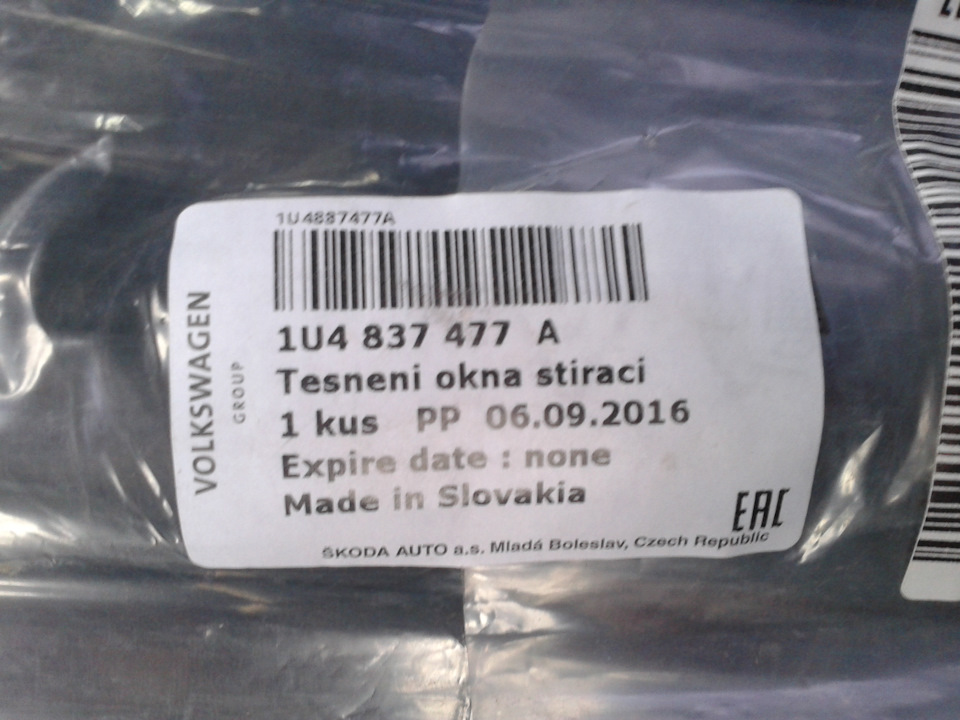 1U4837477A
1U4 837 477 A
Tesneni okna stiraci
1 kus PP 06.09.2016
Expire date : none
Made in Slovakia
EAC
ŠKODA AUTO a.s. Mladá Boleslav, Czech Republic
VOLKSWAGEN
GROUP